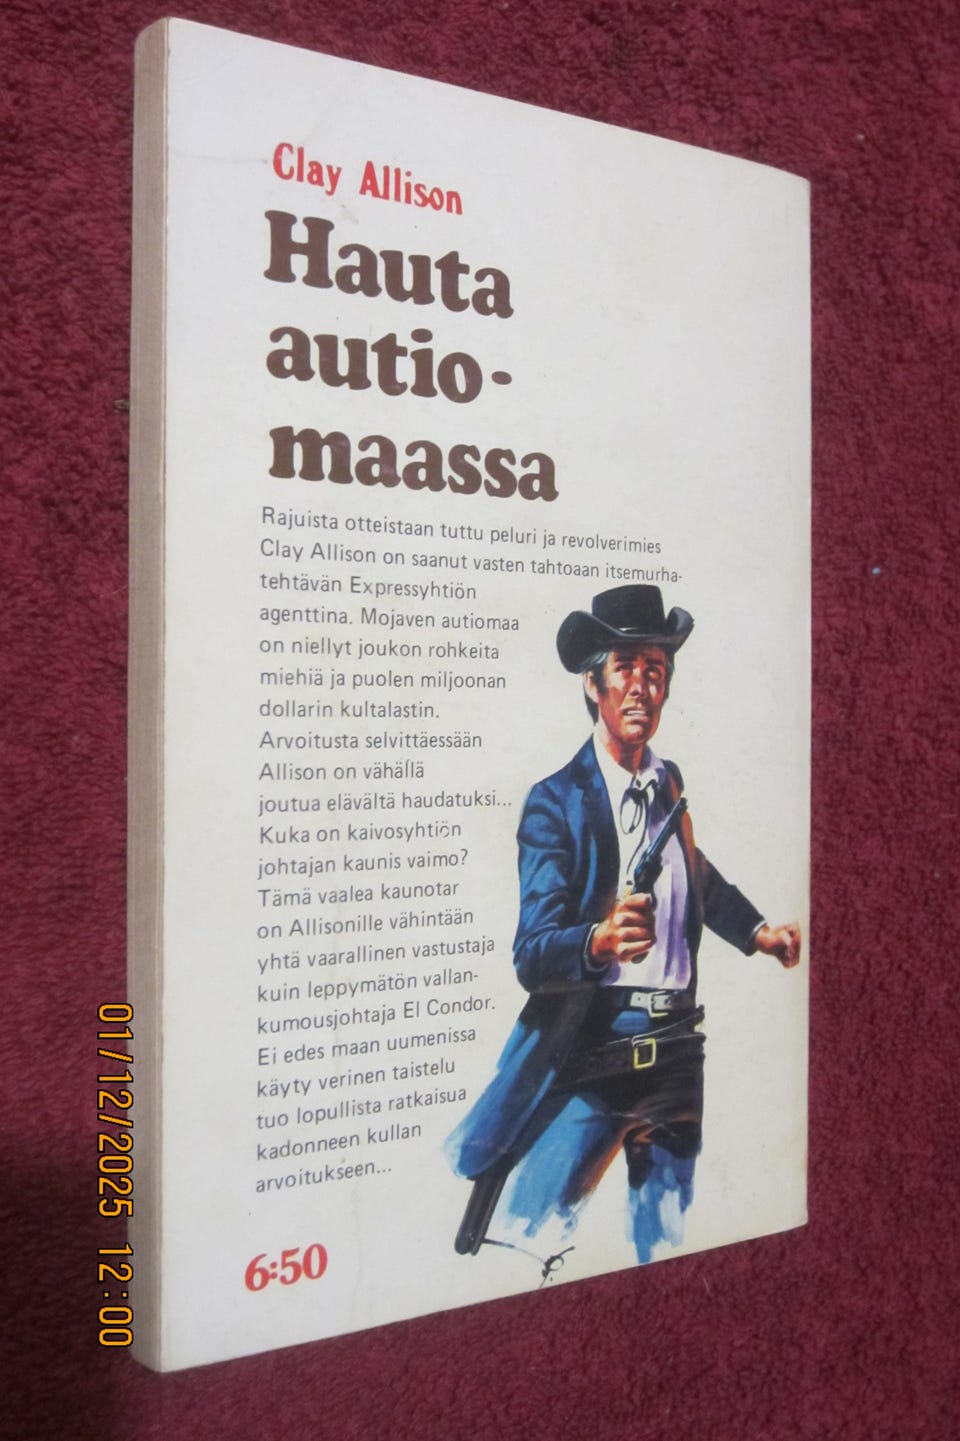 Clay Allison
Hauta
autio-
maassa
Rajuista otteistaan tuttu peluri ja revolverimies
Clay Allison on saanut vasten tahtoaan itsemurha-
tehtävän Expressyhtiön
agenttina. Mojaven autiomaa
on niellyt joukon rohkeita
miehiä ja puolen miljoonan
dollarin kultalastin.
Arvoitusta selvittäessään
Allison on vähällä
joutua elävältä haudatuksi...
Kuka on kaivosyhtiön
johtajan kaunis vaimo?
Tämä vaalea kaunotar
on Allisonille vähintään
yhtä vaarallinen vastustaja
kuin leppymätön vallan-
kumousjohtaja El Condor.
Ei edes maan uumenissa
käyty verinen taistelu
tuo lopullista ratkaisua
kadonneen kullan
arvoitukseen...
6:50
01/12/2025 12:00